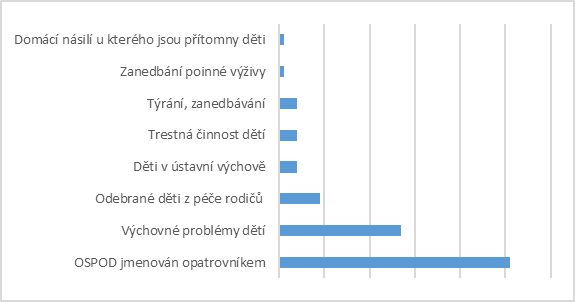 Domácí násilí u kterého jsou přítomny děti
Zanedbání poinné výživy
Týrání, zanedbávání
Trestná činnost dětí
Děti v ústavní výchově
Odebrané děti z péče rodičů
Výchovné problémy dětí
OSPOD jmenován opatrovníkem